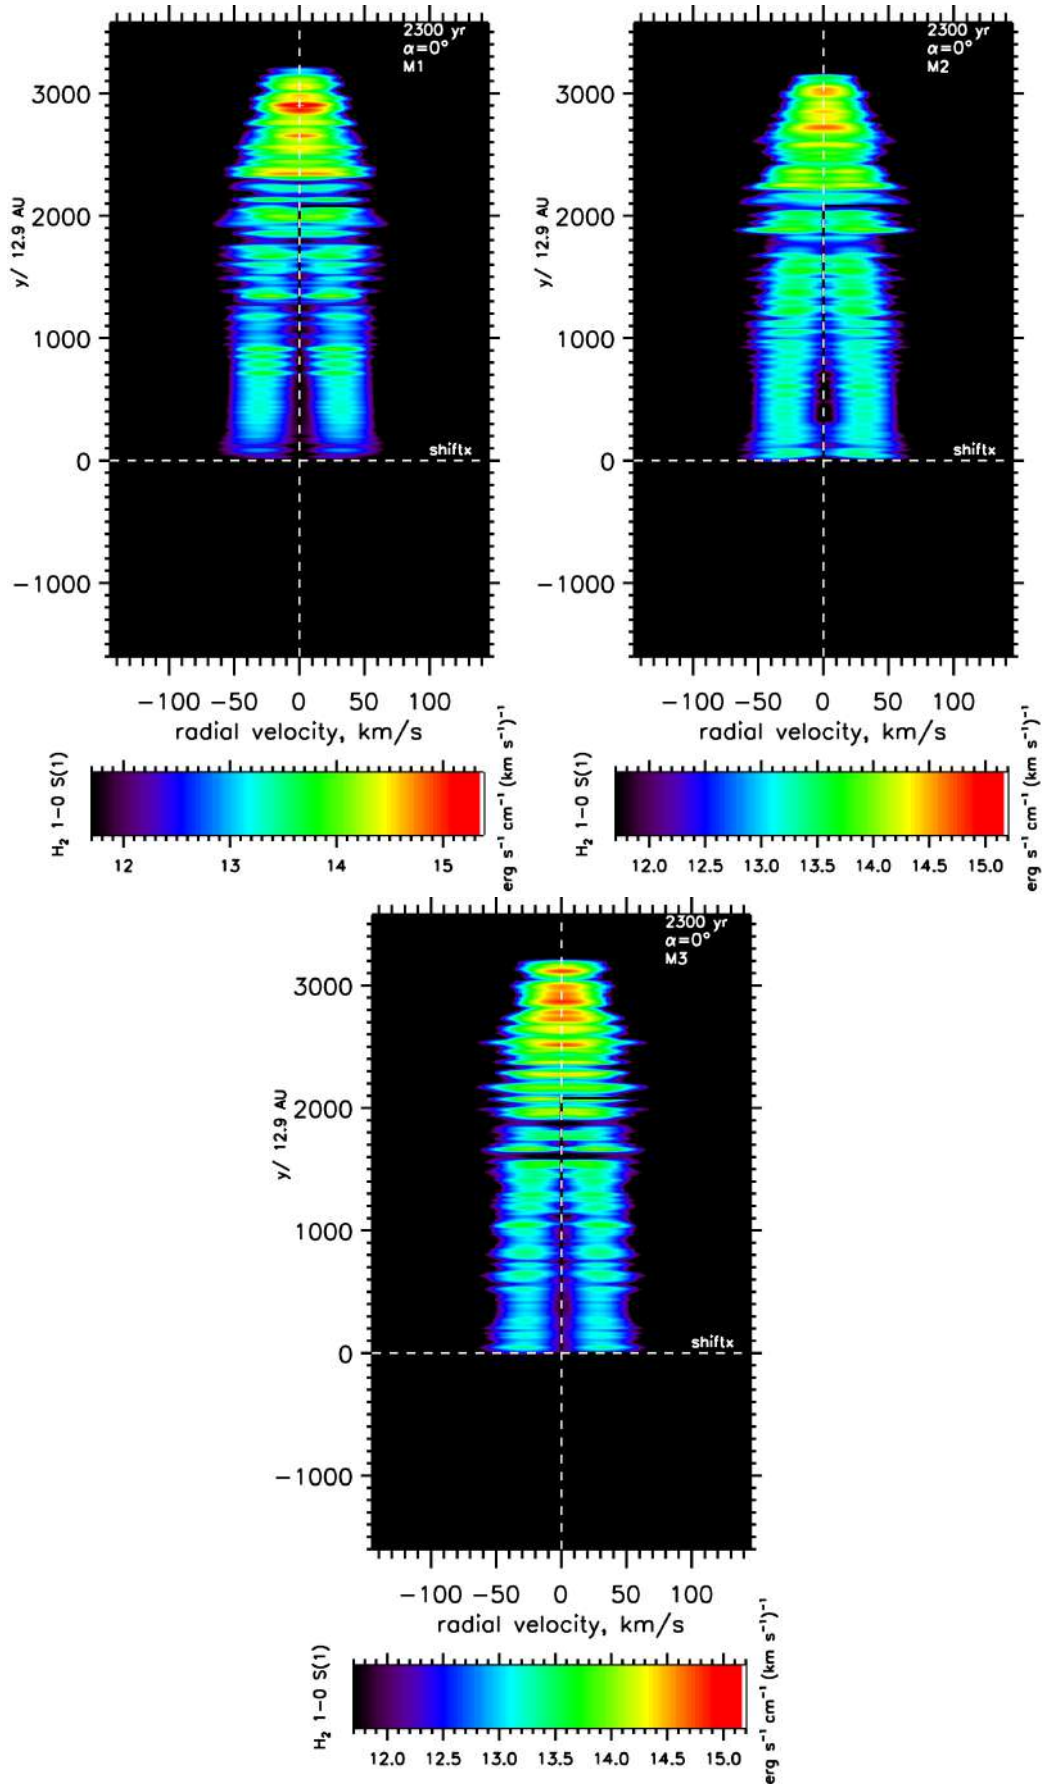 2300 yr
α=0°
M1
3000
2000
1000
0
−1000
y/ 12.9 AU
shiftx
−100 −50 0 50 100
radial velocity, km/s
H₂ 1−0 S(1)
12 13 14 15
erg s⁻¹ cm⁻¹ (km s⁻¹)⁻¹
2300 yr
α=0°
M2
3000
2000
1000
0
−1000
y/ 12.9 AU
shiftx
−100 −50 0 50 100
radial velocity, km/s
H₂ 1−0 S(1)
12.0 12.5 13.0 13.5 14.0 14.5 15.0
erg s⁻¹ cm⁻¹ (km s⁻¹)⁻¹
2300 yr
α=0°
M3
3000
2000
1000
0
−1000
y/ 12.9 AU
shiftx
−100 −50 0 50 100
radial velocity, km/s
H₂ 1−0 S(1)
12.0 12.5 13.0 13.5 14.0 14.5 15.0
erg s⁻¹ cm⁻¹ (km s⁻¹)⁻¹